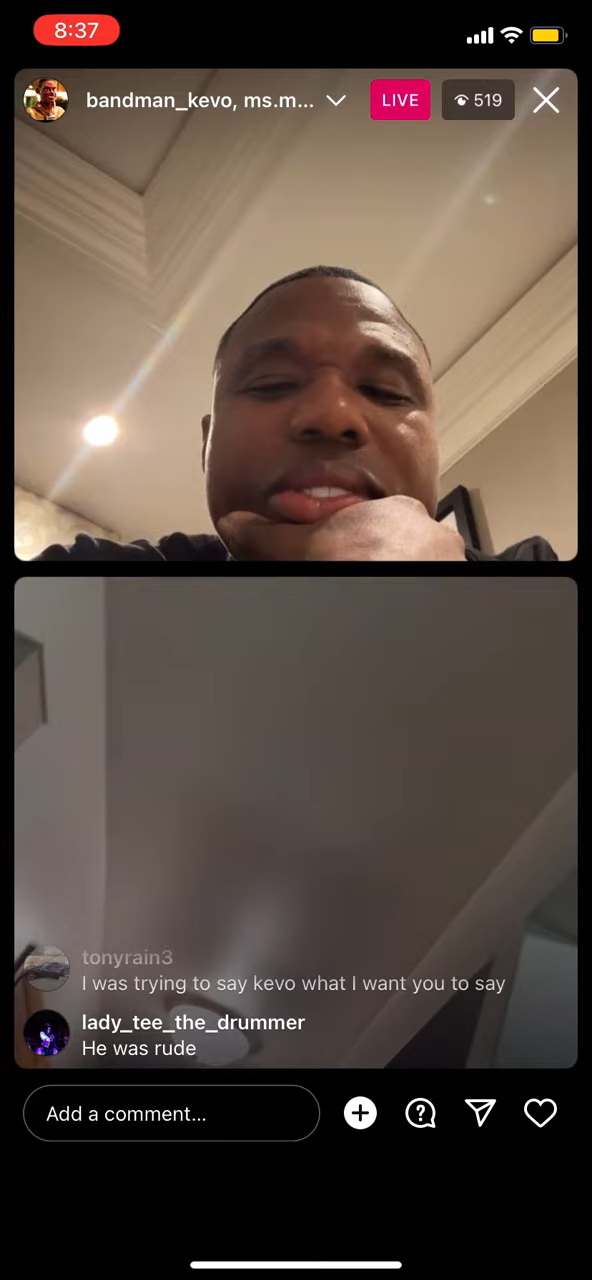 8:37
bandman_kevo, ms.m...
LIVE
519
tonyrain3
I was trying to say kevo what I want you to say
lady_tee_the_drummer
He was rude
Add a comment...